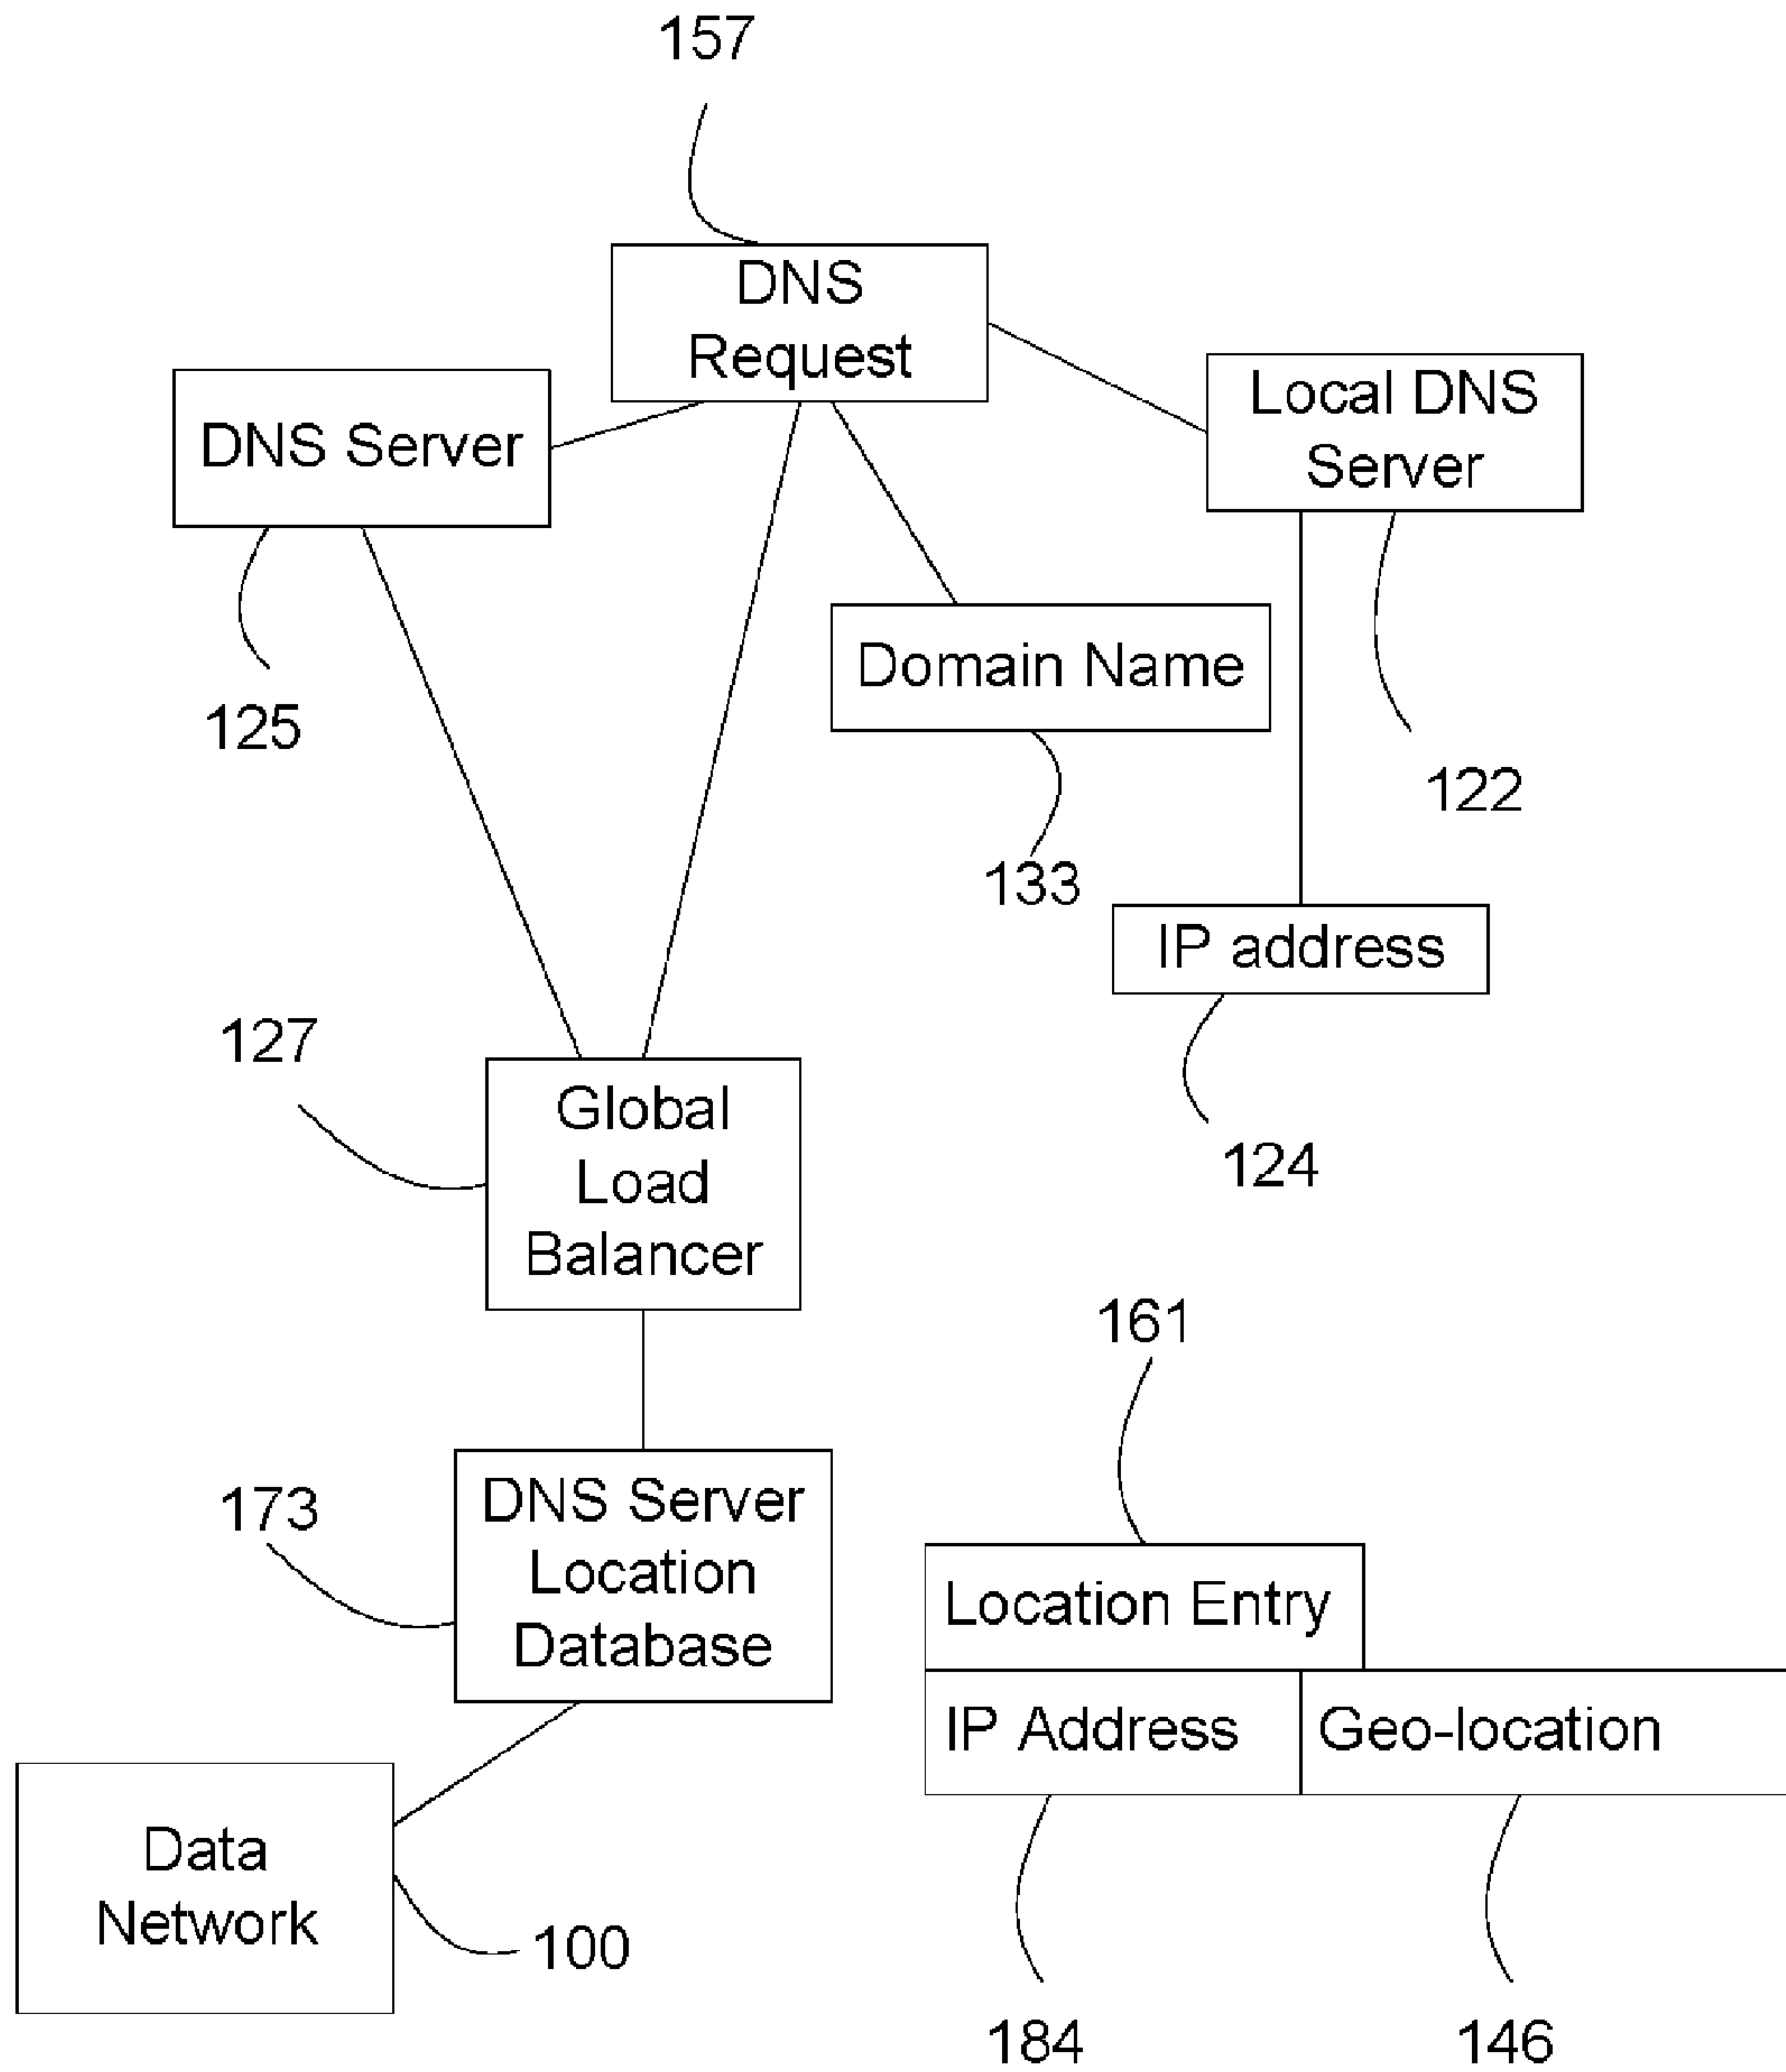 157
DNS
Request
Local DNS
Server
DNS Server
Domain Name
125
122
133
IP address
127
Global
Load
Balancer
124
161
173
DNS Server
Location
Database
Location Entry
IP Address
Geo-location
Data
Network
100
184
146